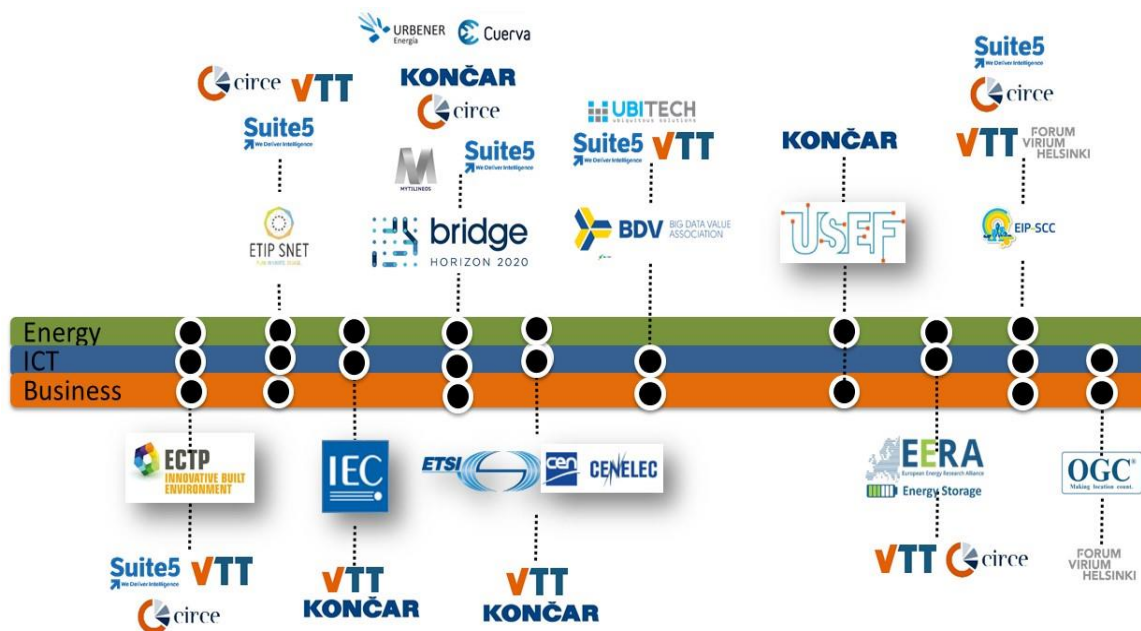 URBENER
Energía
Cuerva
circe
VTT
KONČAR
circe
Suite5
We Deliver Intelligence
MYTILINEOS
Suite5
We Deliver Intelligence
UBITECH
ubiquitous solutions
Suite5
We Deliver Intelligence
VTT
KONČAR
Suite5
We Deliver Intelligence
circe
VTT
FORUM
VIRIUM
HELSINKI
ETIP SNET
bridge
HORIZON 2020
BDV
BIG DATA VALUE
ASSOCIATION
USEF
EIP-SCC
Energy
ICT
Business
ECTP
INNOVATIVE BUILT
ENVIRONMENT
IEC
ETSI
cen
CENELEC
EERA
European Energy Research Alliance
Energy Storage
OGC®
Making location count.
Suite5
We Deliver Intelligence
VTT
circe
VTT
KONČAR
VTT
KONČAR
VTT
circe
FORUM
VIRIUM
HELSINKI